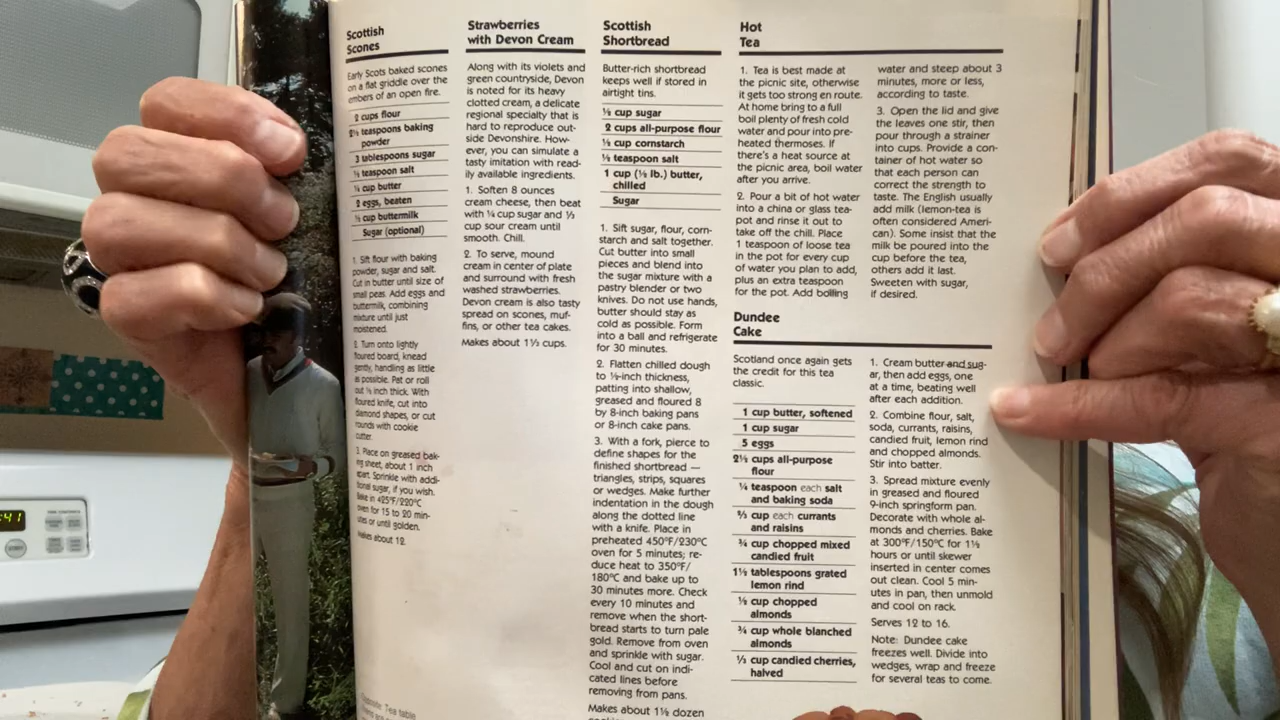 Scottish
Scones
Early Scots baked scones
on a flat griddle over the
embers of an open fire.
2 cups flour
2½ teaspoons baking
powder
3 tablespoons sugar
½ teaspoon salt
¼ cup butter
2 eggs, beaten
½ cup buttermilk
Sugar (optional)
1. Sift flour with baking
powder, sugar and salt.
Cut in butter until size of
small peas. Add eggs and
buttermilk, combining
mixture until just
moistened.
2. Turn onto lightly
floured board, knead
gently, handling as little
as possible. Pat or roll
out ½ inch thick. With
floured knife, cut into
diamond shapes, or cut
rounds with cookie
cutter.
3. Place on greased bak-
ing sheet, about 1 inch
apart. Sprinkle with addi-
tional sugar, if you wish.
Bake in 425°F/220°C
oven for 15 to 20 min-
utes or until golden.
Makes about 12.
Strawberries
with Devon Cream
Along with its violets and
green countryside, Devon
is noted for its heavy
clotted cream, a delicate
regional specialty that is
hard to reproduce out-
side Devonshire. How-
ever, you can simulate a
tasty imitation with read-
ily available ingredients.
1. Soften 8 ounces
cream cheese, then beat
with ¼ cup sugar and ⅓
cup sour cream until
smooth. Chill.
2. To serve, mound
cream in center of plate
and surround with fresh
washed strawberries.
Devon cream is also tasty
spread on scones, muf-
fins, or other tea cakes.
Makes about 1⅓ cups.
Scottish
Shortbread
Butter-rich shortbread
keeps well if stored in
airtight tins.
½ cup sugar
2 cups all-purpose flour
½ cup cornstarch
½ teaspoon salt
1 cup (½ lb.) butter,
chilled
Sugar
1. Sift sugar, flour, corn-
starch and salt together.
Cut butter into small
pieces and blend into
the sugar mixture with a
pastry blender or two
knives. Do not use hands,
butter should stay as
cold as possible. Form
into a ball and refrigerate
for 30 minutes.
2. Flatten chilled dough
to ½-inch thickness,
patting into shallow,
greased and floured 8
by 8-inch baking pans
or 8-inch cake pans.
3. With a fork, pierce to
define shapes for the
finished shortbread —
triangles, strips, squares
or wedges. Make further
indentation in the dough
along the dotted line
with a knife. Place in
preheated 450°F/230°C
oven for 5 minutes; re-
duce heat to 350°F/
180°C and bake up to
30 minutes more. Check
every 10 minutes and
remove when the short-
bread starts to turn pale
gold. Remove from oven
and sprinkle with sugar.
Cool and cut on indi-
cated lines before
removing from pans.
Makes about 1½ dozen
Hot
Tea
1. Tea is best made at
the picnic site, otherwise
it gets too strong en route.
At home bring to a full
boil plenty of fresh cold
water and pour into pre-
heated thermoses. If
there's a heat source at
the picnic area, boil water
after you arrive.
2. Pour a bit of hot water
into a china or glass tea-
pot and rinse it out to
take off the chill. Place
1 teaspoon of loose tea
in the pot for every cup
of water you plan to add,
plus an extra teaspoon
for the pot. Add boiling
water and steep about 3
minutes, more or less,
according to taste.
3. Open the lid and give
the leaves one stir, then
pour through a strainer
into cups. Provide a con-
tainer of hot water so
that each person can
correct the strength to
taste. The English usually
add milk (lemon-tea is
often considered Ameri-
can). Some insist that the
milk be poured into the
cup before the tea,
others add it last.
Sweeten with sugar,
if desired.
Dundee
Cake
Scotland once again gets
the credit for this tea
classic.
1 cup butter, softened
1 cup sugar
5 eggs
2½ cups all-purpose
flour
¼ teaspoon each salt
and baking soda
⅔ cup each currants
and raisins
¾ cup chopped mixed
candied fruit
1½ tablespoons grated
lemon rind
½ cup chopped
almonds
¾ cup whole blanched
almonds
⅓ cup candied cherries,
halved
1. Cream butter and sug-
ar, then add eggs, one
at a time, beating well
after each addition.
2. Combine flour, salt,
soda, currants, raisins,
candied fruit, lemon rind
and chopped almonds.
Stir into batter.
3. Spread mixture evenly
in greased and floured
9-inch springform pan.
Decorate with whole al-
monds and cherries. Bake
at 300°F/150°C for 1½
hours or until skewer
inserted in center comes
out clean. Cool 5 min-
utes in pan, then unmold
and cool on rack.
Serves 12 to 16.
Note: Dundee cake
freezes well. Divide into
wedges, wrap and freeze
for several teas to come.
Tea table
:41